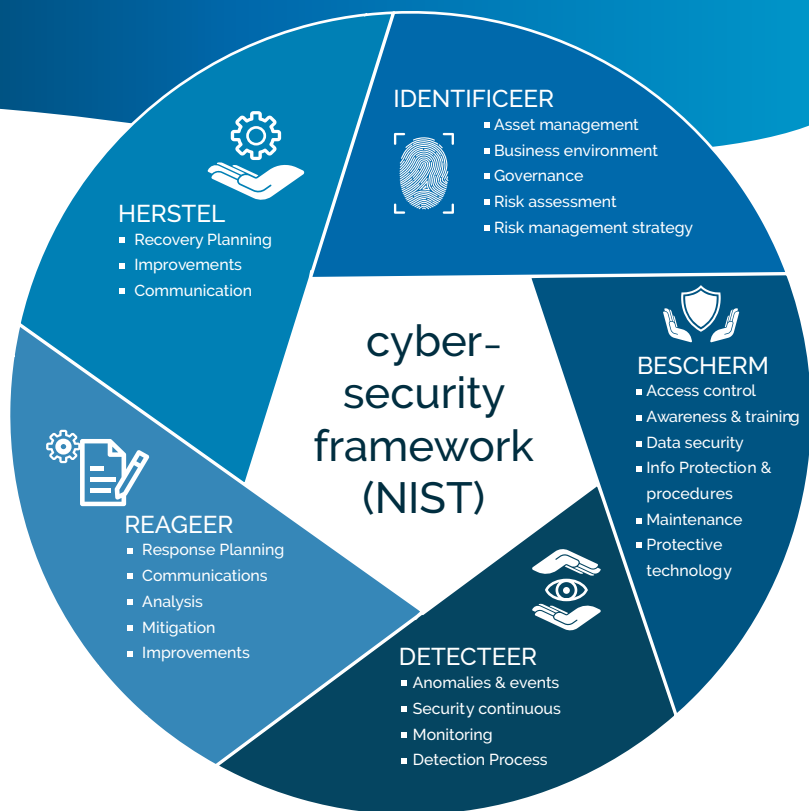 IDENTIFICEER
Asset management
Business environment
Governance
Risk assessment
Risk management strategy
BESCHERM
Access control
Awareness & training
Data security
Info Protection &
procedures
Maintenance
Protective
technology
DETECTEER
Anomalies & events
Security continuous
Monitoring
Detection Process
REAGEER
Response Planning
Communications
Analysis
Mitigation
Improvements
HERSTEL
Recovery Planning
Improvements
Communication
cyber-
security
framework
(NIST)